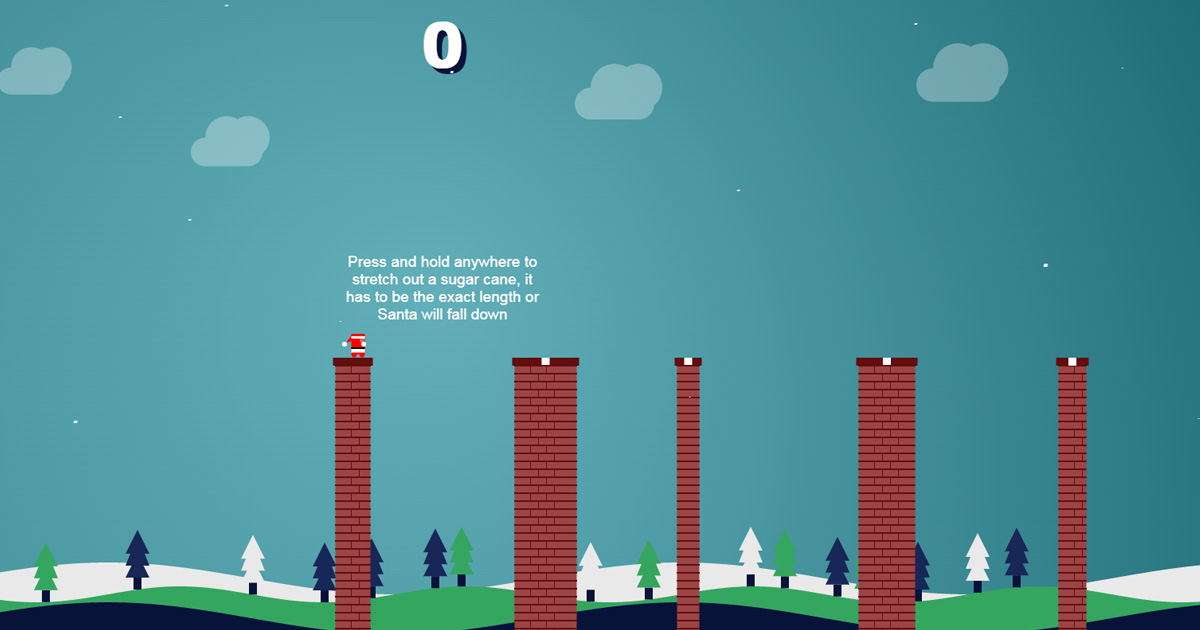 0
Press and hold anywhere to
stretch out a sugar cane, it
has to be the exact length or
Santa will fall down